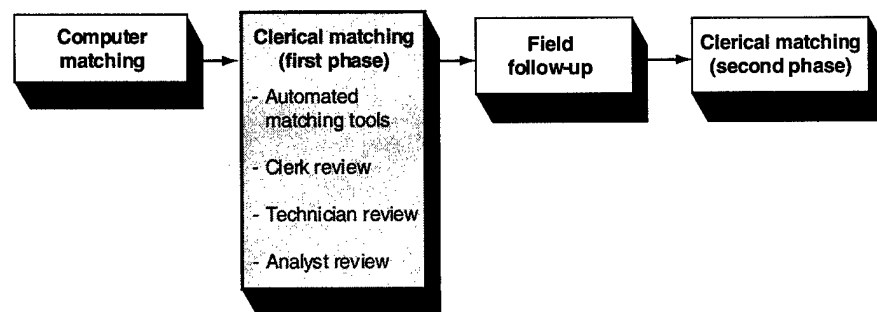 Computer
matching
Clerical matching
(first phase)
- Automated
matching tools
- Clerk review
- Technician review
- Analyst review
Field
follow-up
Clerical matching
(second phase)